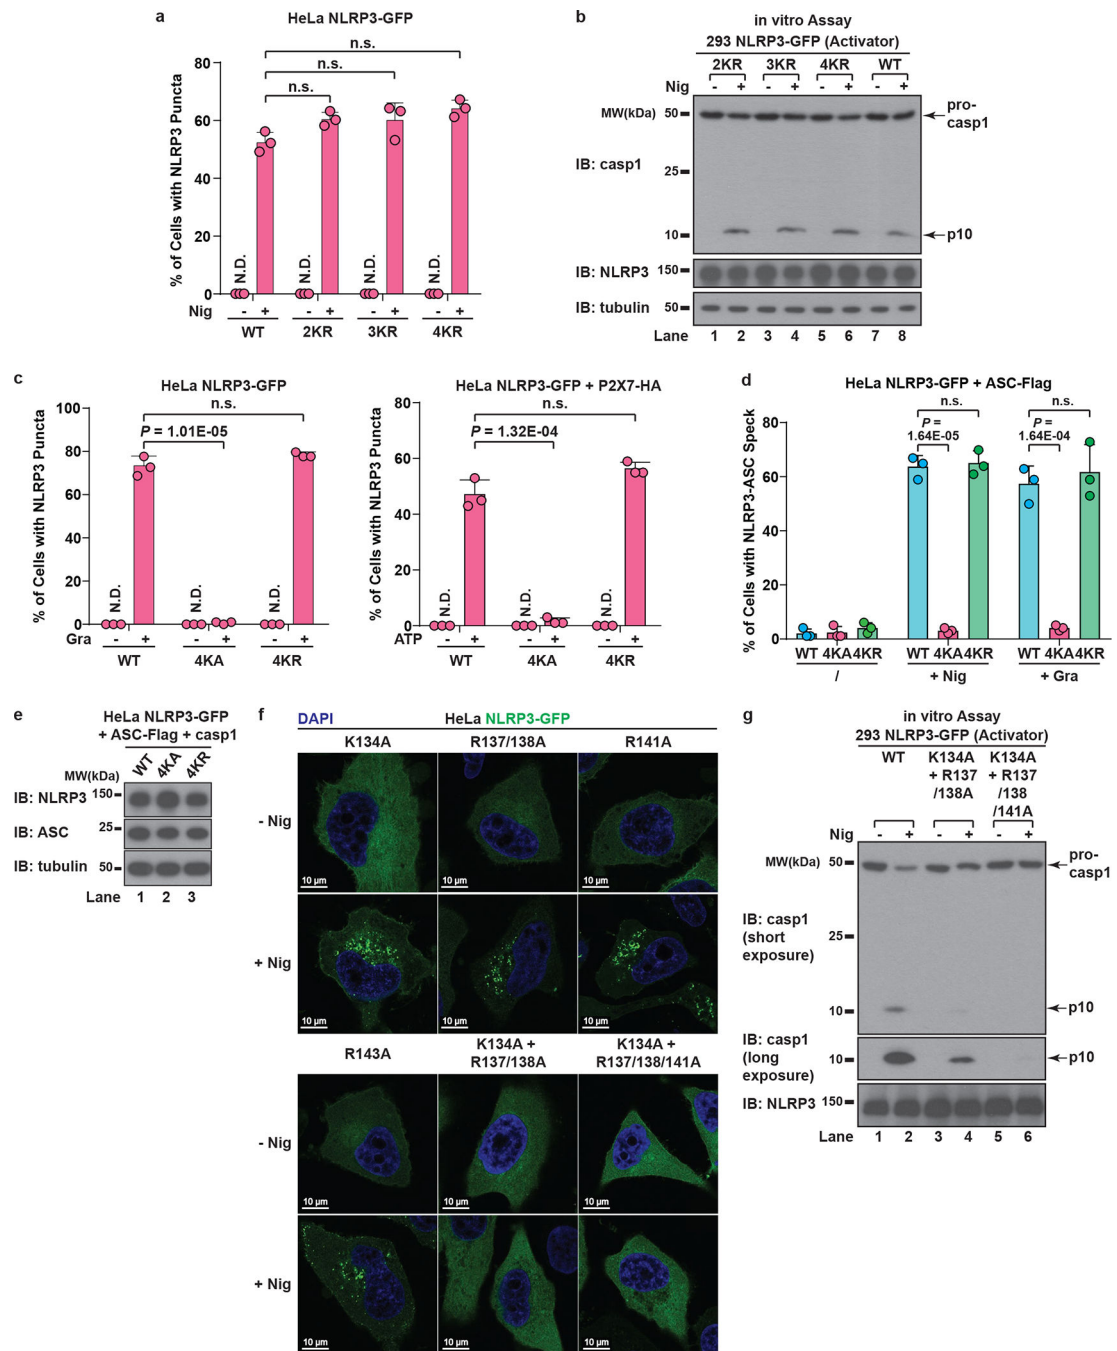 a
HeLa NLRP3-GFP
n.s.
n.s.
n.s.
% of Cells with NLRP3 Puncta
80
60
40
20
0
N.D. N.D. N.D. N.D.
Nig - + - + - + - +
WT 2KR 3KR 4KR
b
in vitro Assay
293 NLRP3-GFP (Activator)
2KR 3KR 4KR WT
Nig - + - + - + - +
MW(kDa) 50 pro-casp1
IB: casp1 25
10 p10
IB: NLRP3 150
IB: tubulin 50
Lane 1 2 3 4 5 6 7 8
c
HeLa NLRP3-GFP
n.s.
P = 1.01E-05
% of Cells with NLRP3 Puncta
100
80
60
40
20
0
N.D. N.D. N.D.
Gra - + - + - +
WT 4KA 4KR
HeLa NLRP3-GFP + P2X7-HA
n.s.
P = 1.32E-04
% of Cells with NLRP3 Puncta
80
60
40
20
0
N.D. N.D. N.D.
ATP - + - + - +
WT 4KA 4KR
d
HeLa NLRP3-GFP + ASC-Flag
n.s. n.s.
P = 1.64E-05
P = 1.64E-04
% of Cells with NLRP3-ASC Speck
80
60
40
20
0
WT 4KA 4KR WT 4KA 4KR WT 4KA 4KR
/ + Nig + Gra
e
HeLa NLRP3-GFP
+ ASC-Flag + casp1
WT 4KA 4KR
MW(kDa)
IB: NLRP3 150
IB: ASC 25
IB: tubulin 50
Lane 1 2 3
f
DAPI HeLa NLRP3-GFP
K134A R137/138A R141A
- Nig
10 µm 10 µm 10 µm
+ Nig
10 µm 10 µm 10 µm
R143A K134A + R137/138A K134A + R137/138/141A
- Nig
10 µm 10 µm 10 µm
+ Nig
10 µm 10 µm 10 µm
g
in vitro Assay
293 NLRP3-GFP (Activator)
WT K134A + R137 /138A K134A + R137 /138 /141A
Nig - + - + - +
MW(kDa) 50 pro-casp1
IB: casp1 (short exposure) 25
10 p10
IB: casp1 (long exposure) 10 p10
IB: NLRP3 150
Lane 1 2 3 4 5 6